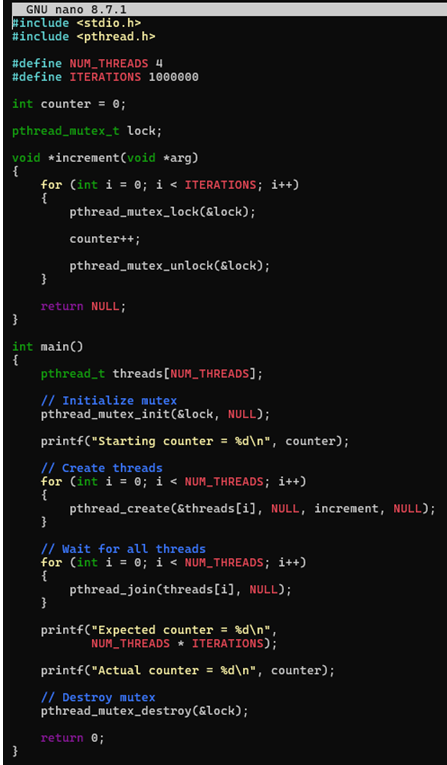 GNU nano 8.7.1
#include <stdio.h>
#include <pthread.h>

#define NUM_THREADS 4
#define ITERATIONS 1000000

int counter = 0;

pthread_mutex_t lock;

void *increment(void *arg)
{
    for (int i = 0; i < ITERATIONS; i++)
    {
        pthread_mutex_lock(&lock);

        counter++;

        pthread_mutex_unlock(&lock);
    }

    return NULL;
}

int main()
{
    pthread_t threads[NUM_THREADS];

    // Initialize mutex
    pthread_mutex_init(&lock, NULL);

    printf("Starting counter = %d\n", counter);

    // Create threads
    for (int i = 0; i < NUM_THREADS; i++)
    {
        pthread_create(&threads[i], NULL, increment, NULL);
    }

    // Wait for all threads
    for (int i = 0; i < NUM_THREADS; i++)
    {
        pthread_join(threads[i], NULL);
    }

    printf("Expected counter = %d\n",
           NUM_THREADS * ITERATIONS);

    printf("Actual counter = %d\n", counter);

    // Destroy mutex
    pthread_mutex_destroy(&lock);

    return 0;
}